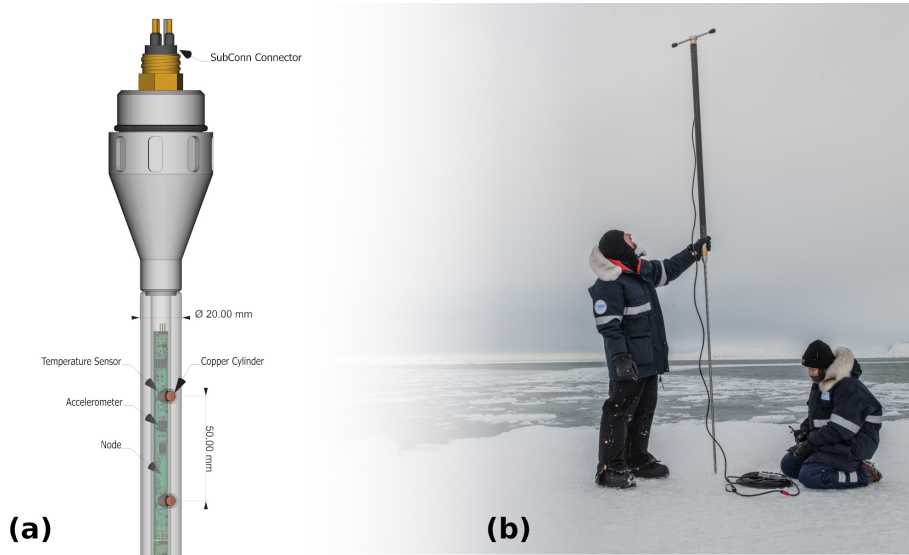 SubConn Connector
Ø 20.00 mm
Temperature Sensor
Copper Cylinder
Accelerometer
50.00 mm
Node
(a)
(b)